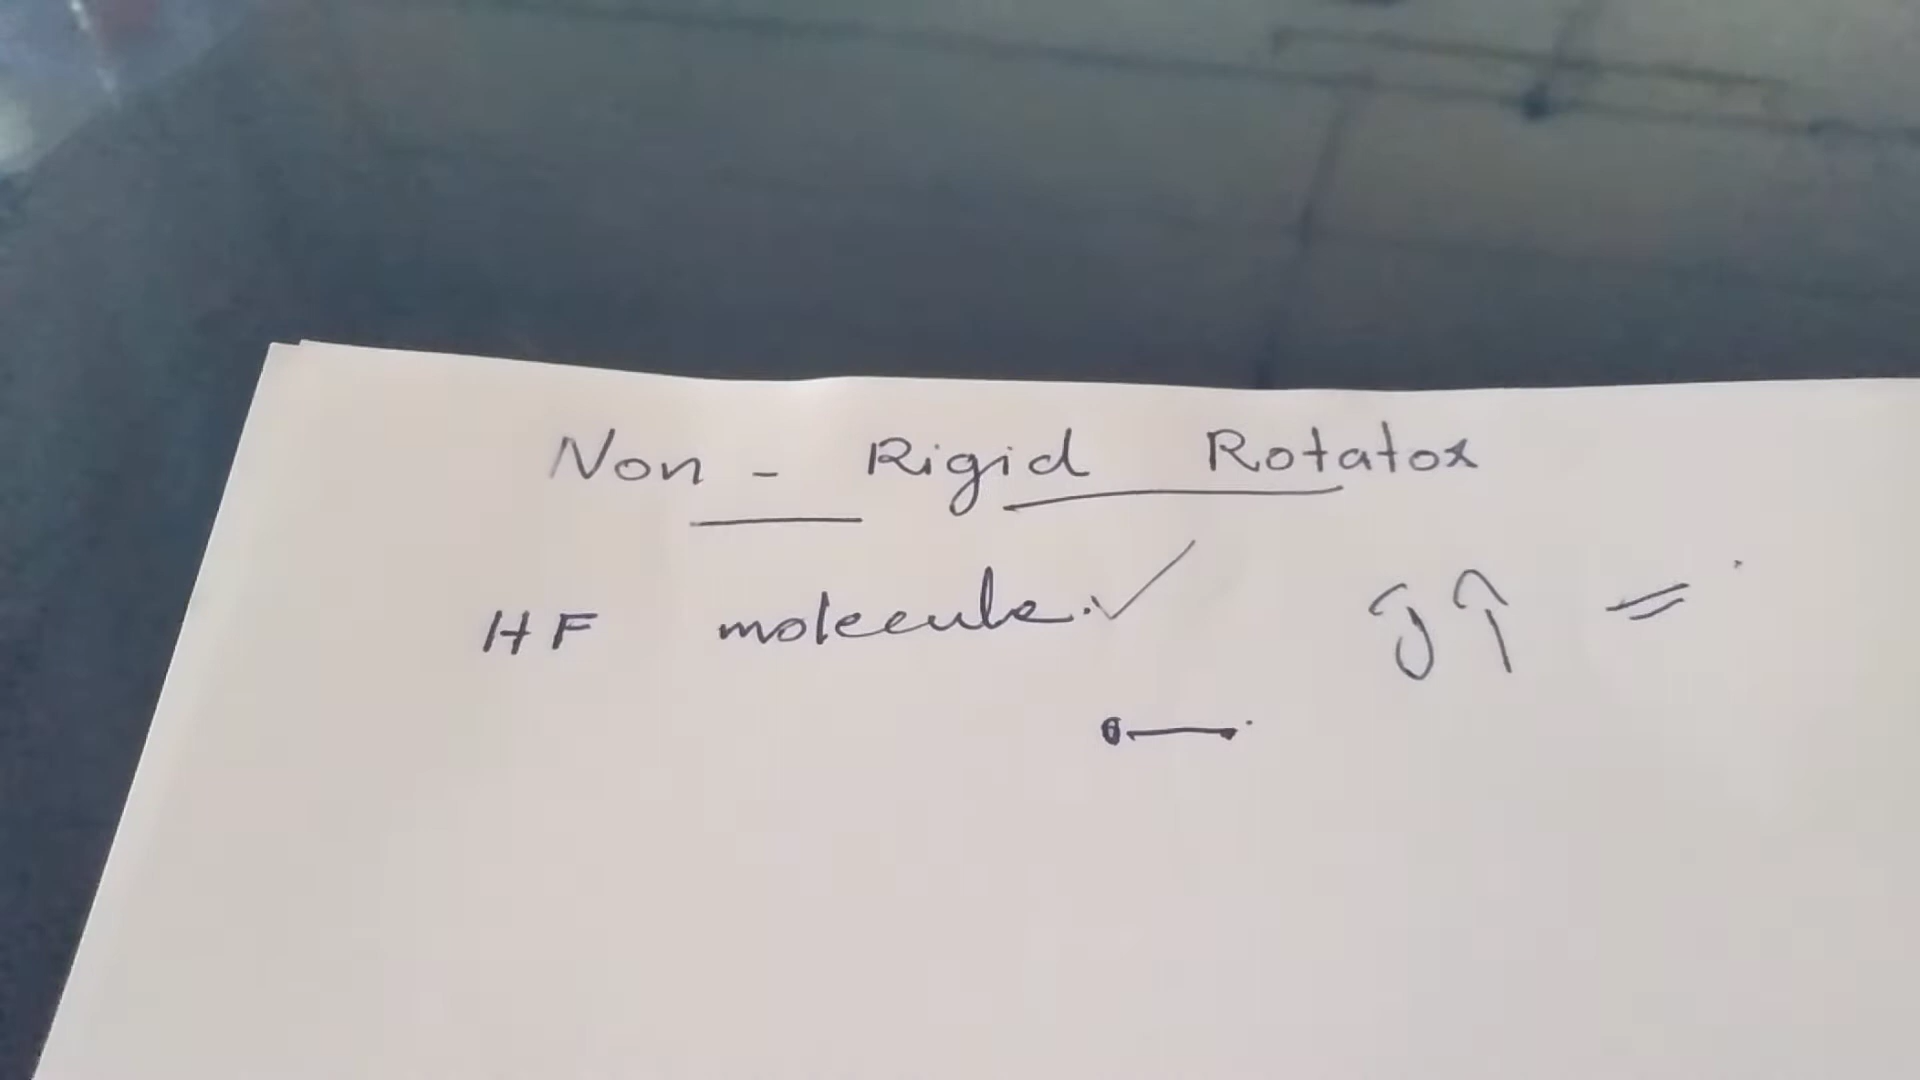 Non - Rigid Rotator
HF molecule. ✓ J↑ =